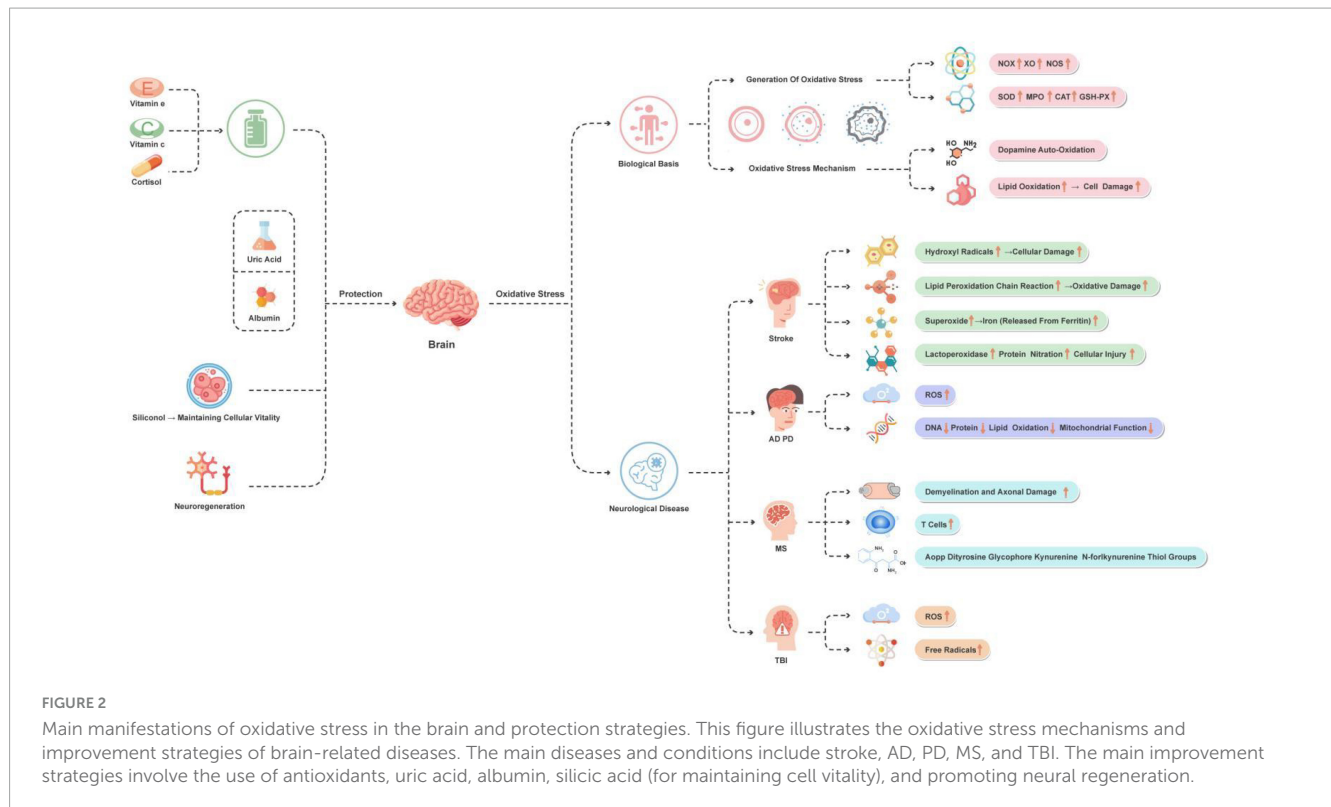 E
Vitamin e
C
Vitamin c
Cortisol
Uric Acid
Albumin
Siliconol → Maintaining Cellular Vitality
Neuroregeneration
Protection
Brain
Oxidative Stress
Biological Basis
Generation Of Oxidative Stress
NOX↑ XO↑ NOS↑
SOD↑ MPO↑ CAT↑ GSH-PX↑
Oxidative Stress Mechanism
HO NH2
HO
Dopamine Auto-Oxidation
Lipid Ooxidation↑ → Cell Damage↑
Neurological Disease
Stroke
Hydroxyl Radicals↑ →Cellular Damage↑
Lipid Peroxidation Chain Reaction↑ →Oxidative Damage↑
Superoxide↑→Iron (Released From Ferritin)↑
Lactoperoxidase↑ Protein Nitration↑ Cellular Injury↑
AD PD
ROS↑
DNA↓Protein↓ Lipid Oxidation↓ Mitochondrial Function↓
MS
Demyelination and Axonal Damage ↑
T Cells↑
NH2
O
O NH2
Aopp Dityrosine Glycophore Kynurenine N-forlkynurenine Thiol Groups
TBI
ROS↑
Free Radicals↑
FIGURE 2
Main manifestations of oxidative stress in the brain and protection strategies. This figure illustrates the oxidative stress mechanisms and
improvement strategies of brain-related diseases. The main diseases and conditions include stroke, AD, PD, MS, and TBI. The main improvement
strategies involve the use of antioxidants, uric acid, albumin, silicic acid (for maintaining cell vitality), and promoting neural regeneration.